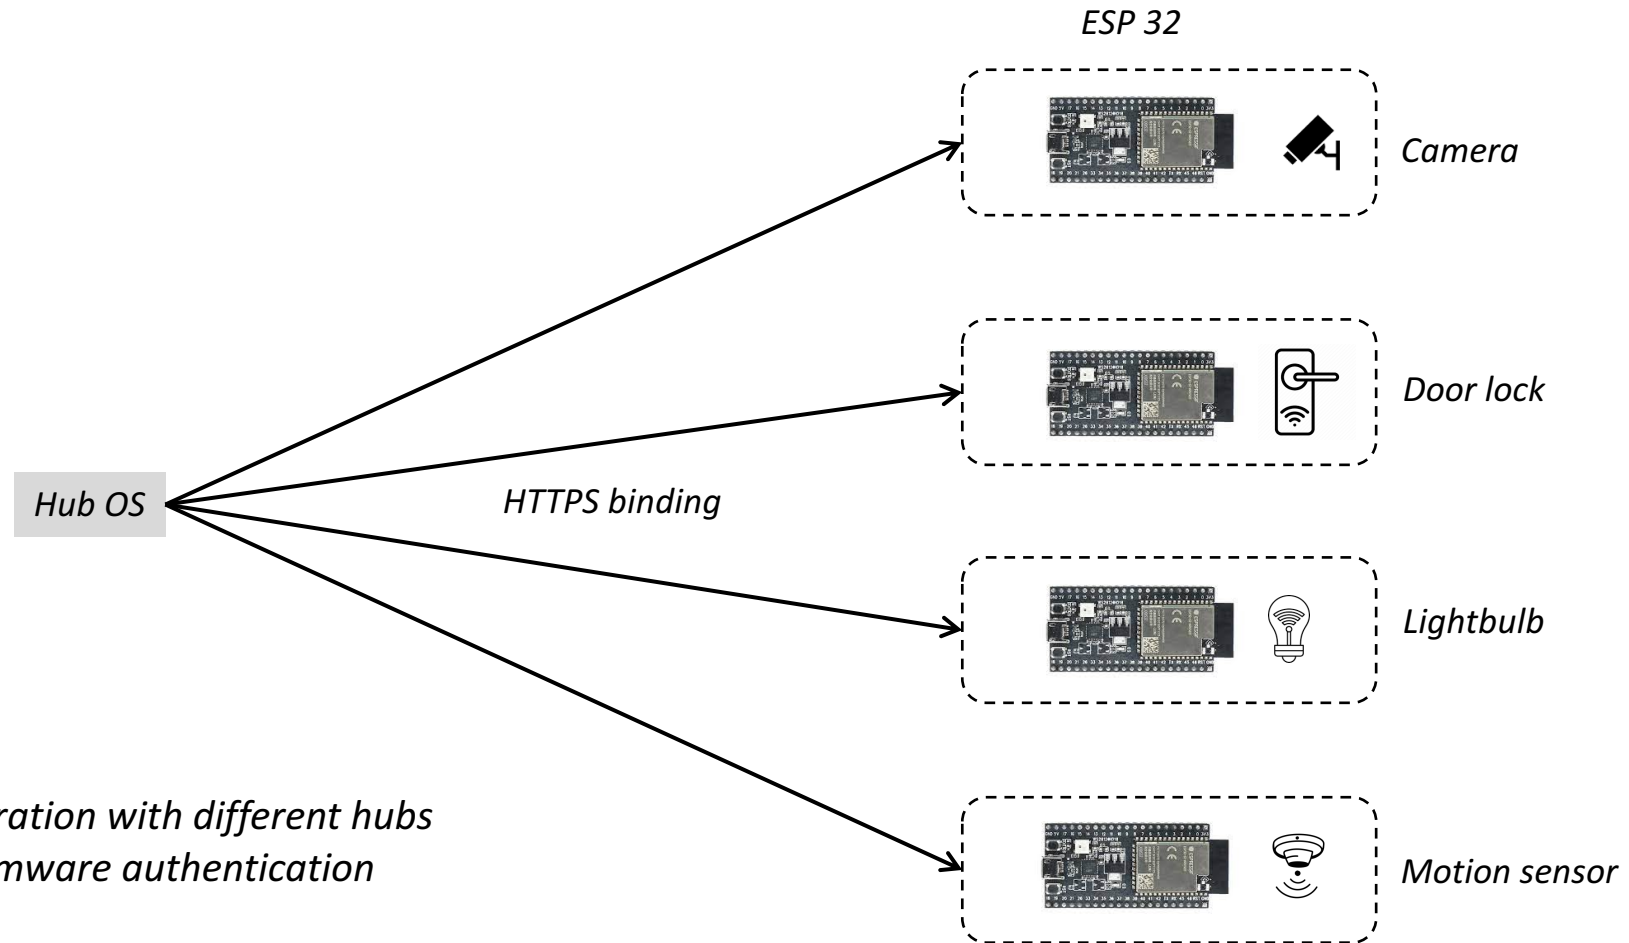 ESP 32
Camera
Door lock
Hub OS
HTTPS binding
Lightbulb
ration with different hubs
mware authentication
Motion sensor